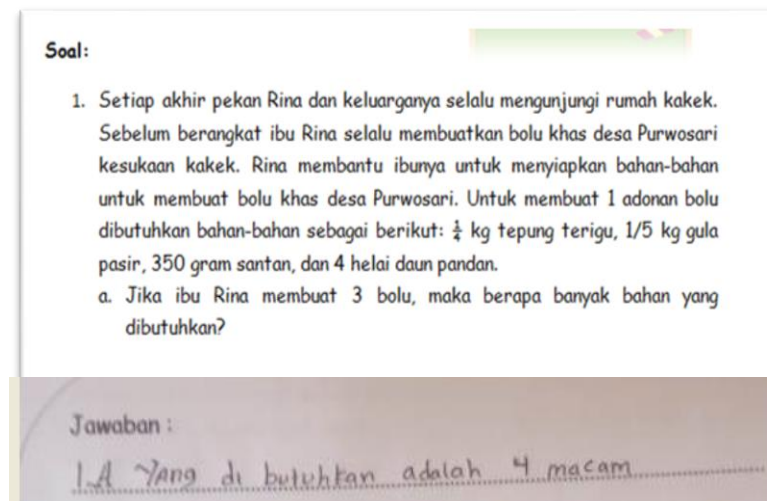 Soal:
1. Setiap akhir pekan Rina dan keluarganya selalu mengunjungi rumah kakek.
Sebelum berangkat ibu Rina selalu membuatkan bolu khas desa Purwosari
kesukaan kakek. Rina membantu ibunya untuk menyiapkan bahan-bahan
untuk membuat bolu khas desa Purwosari. Untuk membuat 1 adonan bolu
dibutuhkan bahan-bahan sebagai berikut: ¼ kg tepung terigu, 1/5 kg gula
pasir, 350 gram santan, dan 4 helai daun pandan.
a. Jika ibu Rina membuat 3 bolu, maka berapa banyak bahan yang
dibutuhkan?
Jawaban :
1.A Yang di butuhkan adalah 4 macam